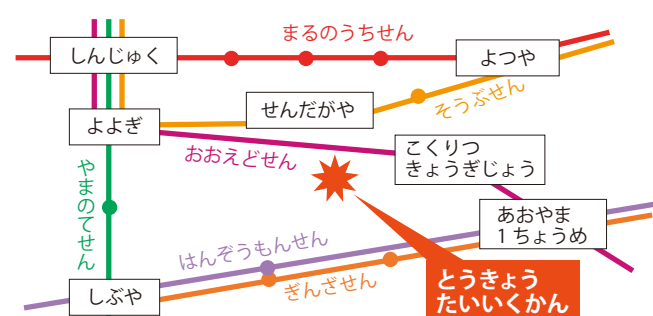 まるのうちせん
しんじゅく
よつや
せんだがや
そうぶせん
よよぎ
おおえどせん
こくりつ
きょうぎじょう
やまのてせん
あおやま
1ちょうめ
はんぞうもんせん
ぎんざせん
しぶや
とうきょう
たいいくかん